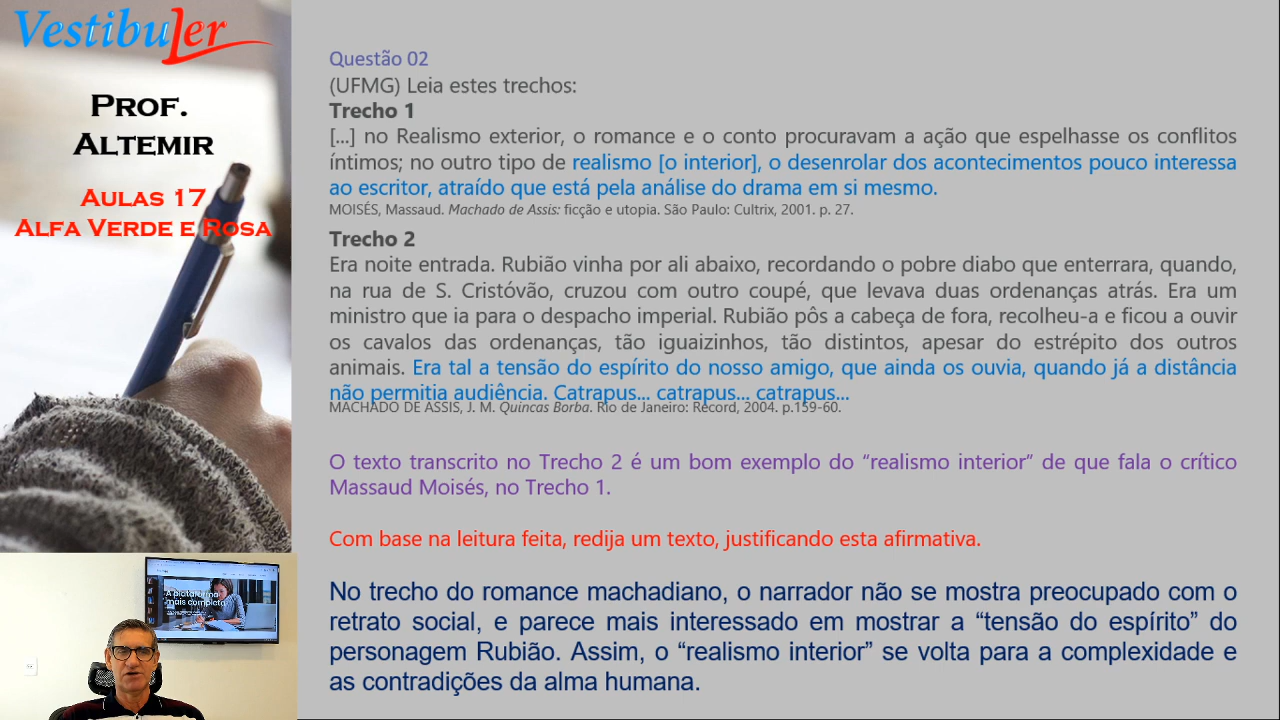 Vestibuler
PROF.
ALTEMIR
AULAS 17
ALFA VERDE E ROSA
A plataforma
mais completa
Questão 02
(UFMG) Leia estes trechos:
Trecho 1
[...] no Realismo exterior, o romance e o conto procuravam a ação que espelhasse os conflitos
íntimos; no outro tipo de realismo [o interior], o desenrolar dos acontecimentos pouco interessa
ao escritor, atraído que está pela análise do drama em si mesmo.
MOISÉS, Massaud. Machado de Assis: ficção e utopia. São Paulo: Cultrix, 2001. p. 27.
Trecho 2
Era noite entrada. Rubião vinha por ali abaixo, recordando o pobre diabo que enterrara, quando,
na rua de S. Cristóvão, cruzou com outro coupé, que levava duas ordenanças atrás. Era um
ministro que ia para o despacho imperial. Rubião pôs a cabeça de fora, recolheu-a e ficou a ouvir
os cavalos das ordenanças, tão iguaizinhos, tão distintos, apesar do estrépito dos outros
animais. Era tal a tensão do espírito do nosso amigo, que ainda os ouvia, quando já a distância
não permitia audiência. Catrapus... catrapus... catrapus...
MACHADO DE ASSIS, J. M. Quincas Borba. Rio de Janeiro: Record, 2004. p.159-60.
O texto transcrito no Trecho 2 é um bom exemplo do “realismo interior” de que fala o crítico
Massaud Moisés, no Trecho 1.
Com base na leitura feita, redija um texto, justificando esta afirmativa.
No trecho do romance machadiano, o narrador não se mostra preocupado com o
retrato social, e parece mais interessado em mostrar a “tensão do espírito” do
personagem Rubião. Assim, o “realismo interior” se volta para a complexidade e
as contradições da alma humana.